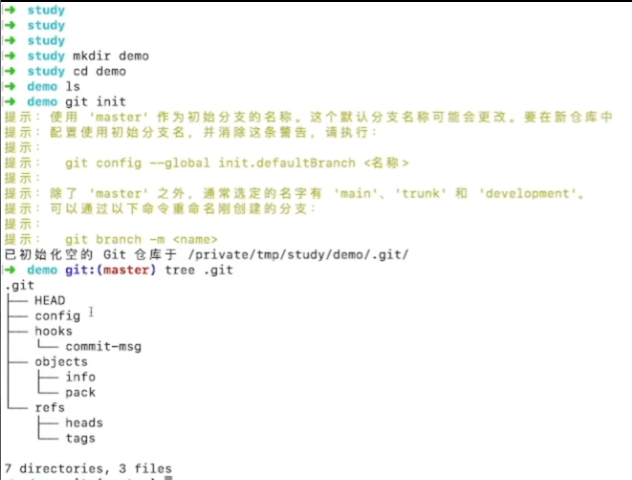 ➜ study
➜ study
➜ study
➜ study mkdir demo
➜ study cd demo
➜ demo ls
➜ demo git init
提示：使用 'master' 作为初始分支的名称。这个默认分支名称可能会更改。要在新仓库中
提示：配置使用初始分支名，并消除这条警告，请执行：
提示：
提示： git config --global init.defaultBranch <名称>
提示：
提示：除了 'master' 之外，通常选定的名字有 'main'、'trunk' 和 'development'。
提示：可以通过以下命令重命名刚创建的分支：
提示：
提示： git branch -m <name>
已初始化空的 Git 仓库于 /private/tmp/study/demo/.git/
➜ demo git:(master) tree .git
.git
├── HEAD
├── config
├── hooks
│   └── commit-msg
├── objects
│   ├── info
│   └── pack
└── refs
    ├── heads
    └── tags
7 directories, 3 files